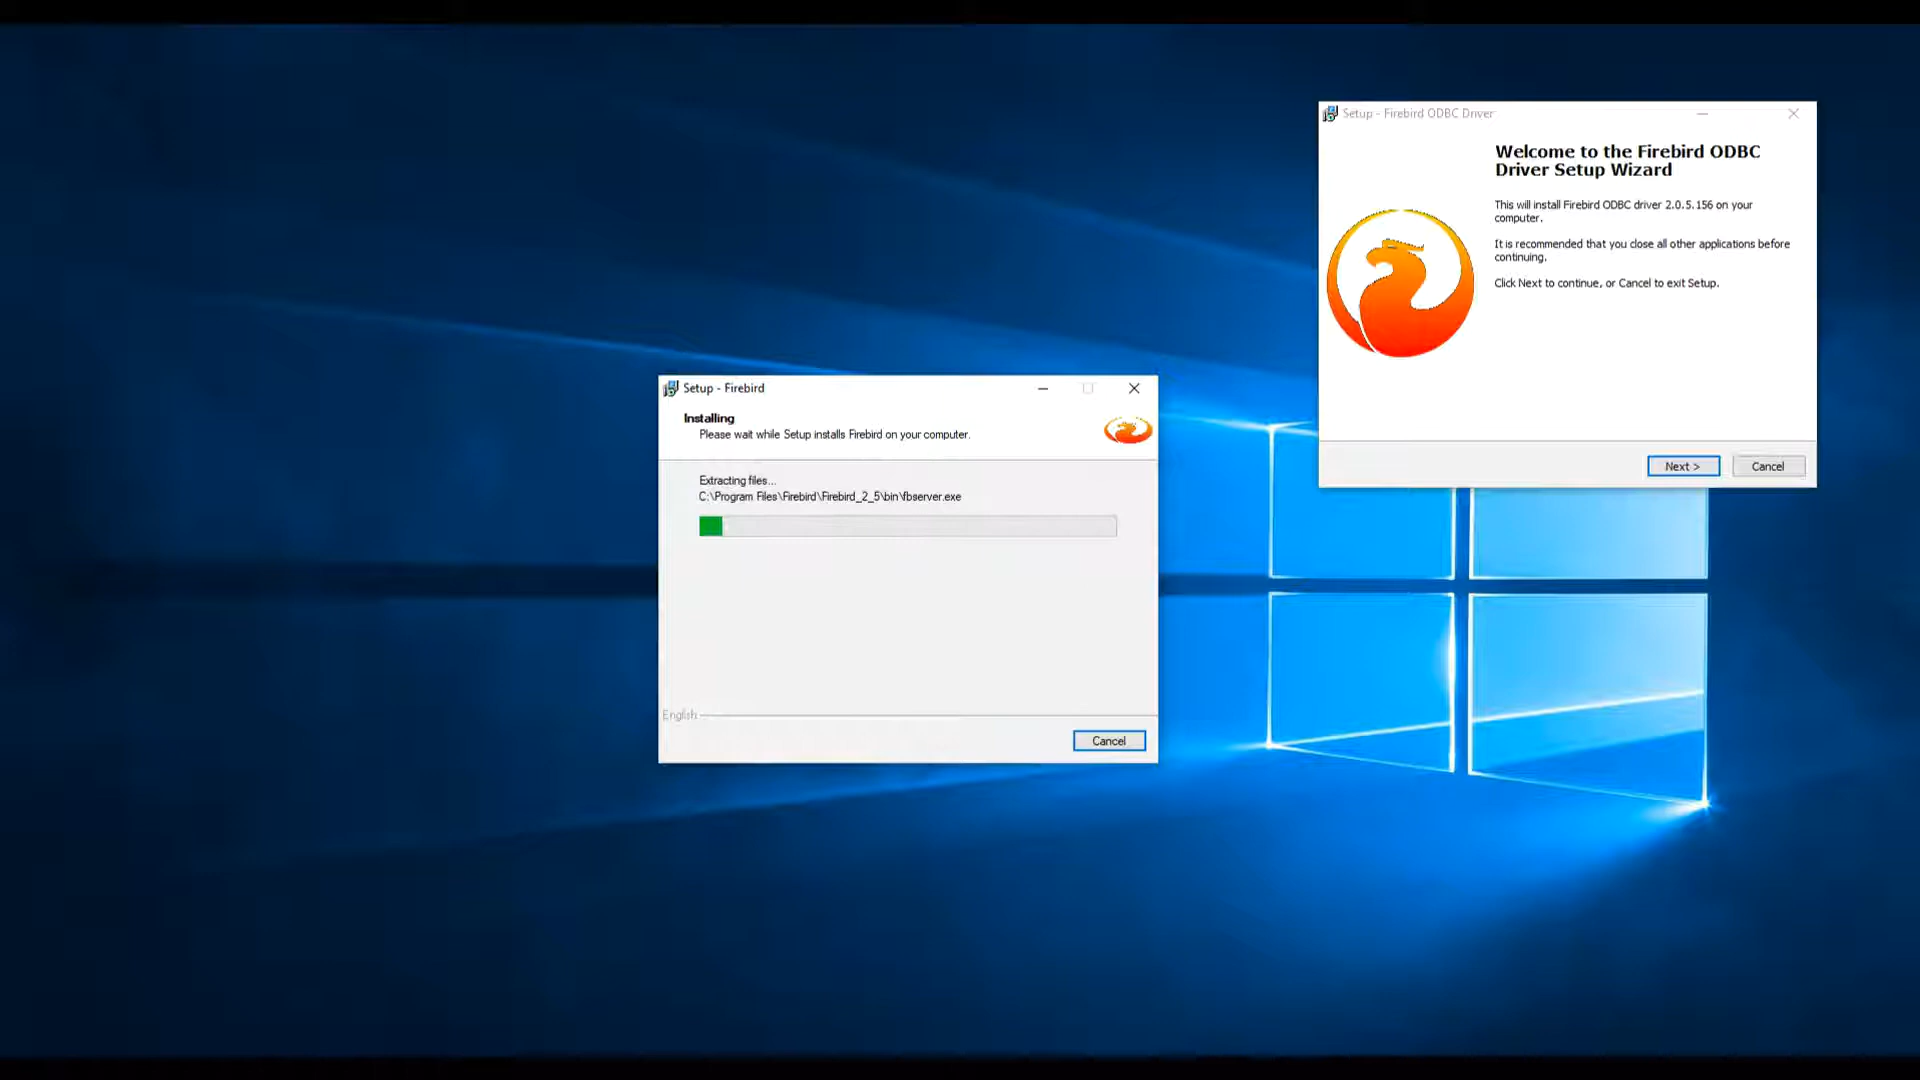 Setup - Firebird ODBC Driver
Welcome to the Firebird ODBC
Driver Setup Wizard
This will install Firebird ODBC driver 2.0.5.156 on your
computer.
It is recommended that you close all other applications before
continuing.
Click Next to continue, or Cancel to exit Setup.
Next >
Cancel
Setup - Firebird
Installing
Please wait while Setup installs Firebird on your computer.
Extracting files...
C:\Program Files\Firebird\Firebird_2_5\bin\fbserver.exe
English
Cancel